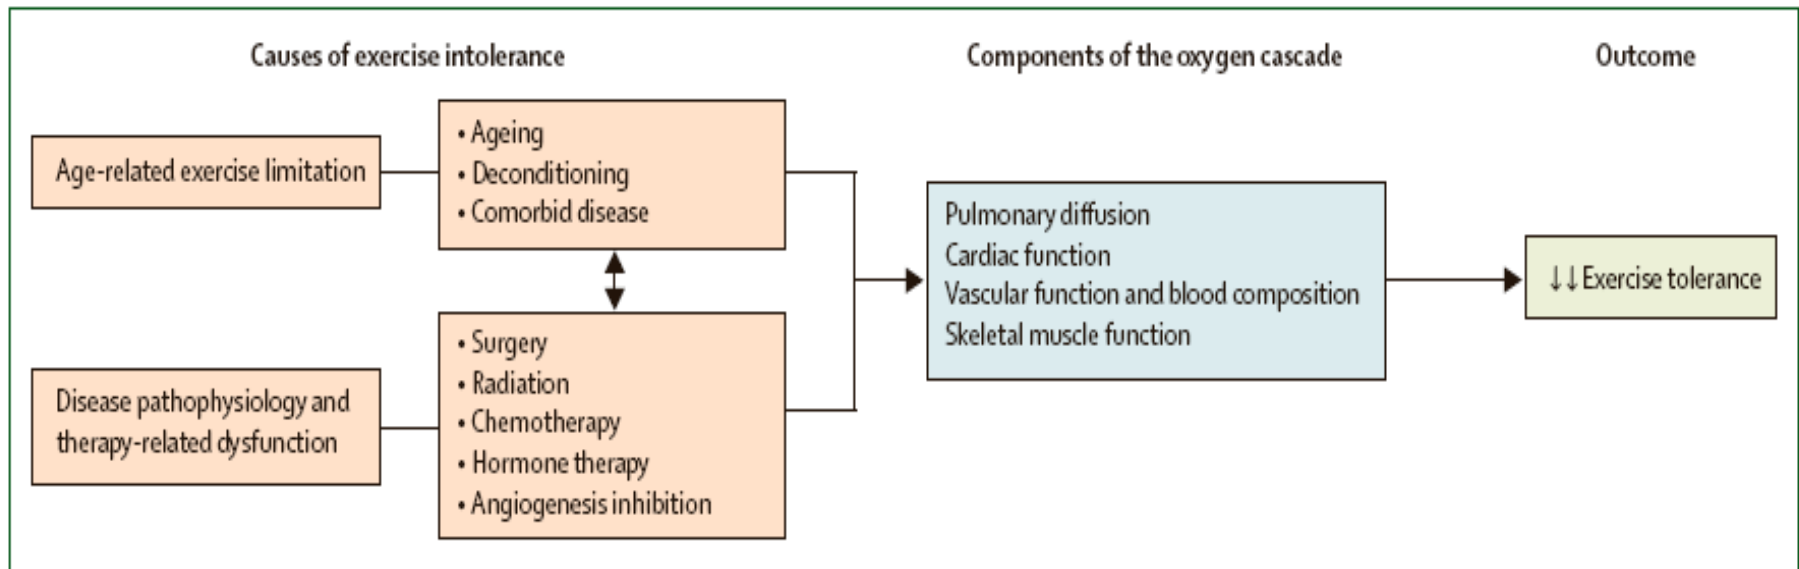 Causes of exercise intolerance
Components of the oxygen cascade
Outcome
Age-related exercise limitation
• Ageing
• Deconditioning
• Comorbid disease
Disease pathophysiology and
therapy-related dysfunction
• Surgery
• Radiation
• Chemotherapy
• Hormone therapy
• Angiogenesis inhibition
Pulmonary diffusion
Cardiac function
Vascular function and blood composition
Skeletal muscle function
↓↓Exercise tolerance